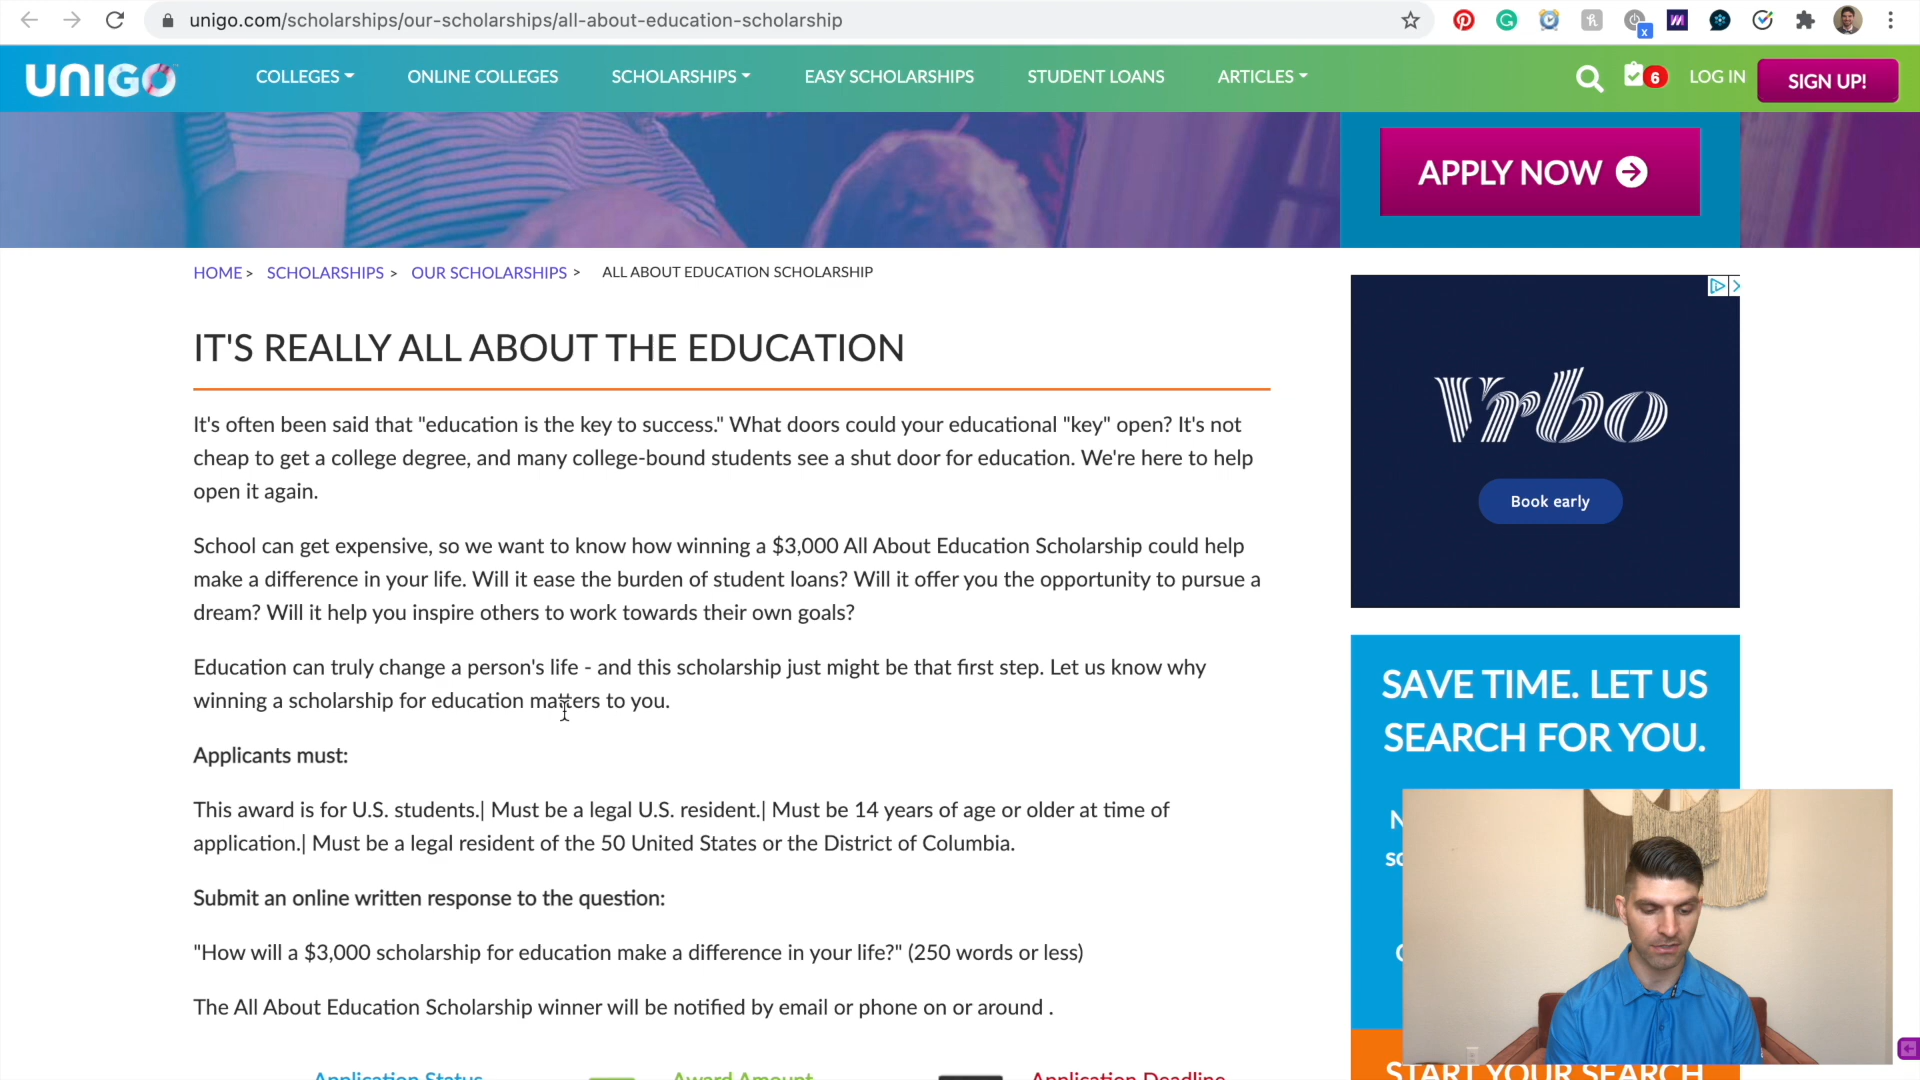 unigo.com/scholarships/our-scholarships/all-about-education-scholarship
UNIGO COLLEGES ONLINE COLLEGES SCHOLARSHIPS EASY SCHOLARSHIPS STUDENT LOANS ARTICLES 6 LOG IN SIGN UP!
APPLY NOW
HOME > SCHOLARSHIPS > OUR SCHOLARSHIPS > ALL ABOUT EDUCATION SCHOLARSHIP
IT'S REALLY ALL ABOUT THE EDUCATION
It's often been said that "education is the key to success." What doors could your educational "key" open? It's not
cheap to get a college degree, and many college-bound students see a shut door for education. We're here to help
open it again.
School can get expensive, so we want to know how winning a $3,000 All About Education Scholarship could help
make a difference in your life. Will it ease the burden of student loans? Will it offer you the opportunity to pursue a
dream? Will it help you inspire others to work towards their own goals?
Education can truly change a person's life - and this scholarship just might be that first step. Let us know why
winning a scholarship for education matters to you.
Applicants must:
This award is for U.S. students.| Must be a legal U.S. resident.| Must be 14 years of age or older at time of
application.| Must be a legal resident of the 50 United States or the District of Columbia.
Submit an online written response to the question:
"How will a $3,000 scholarship for education make a difference in your life?" (250 words or less)
The All About Education Scholarship winner will be notified by email or phone on or around .
Application Status Award Amount Application Deadline
Vrbo
Book early
SAVE TIME. LET US
SEARCH FOR YOU.
START YOUR SEARCH